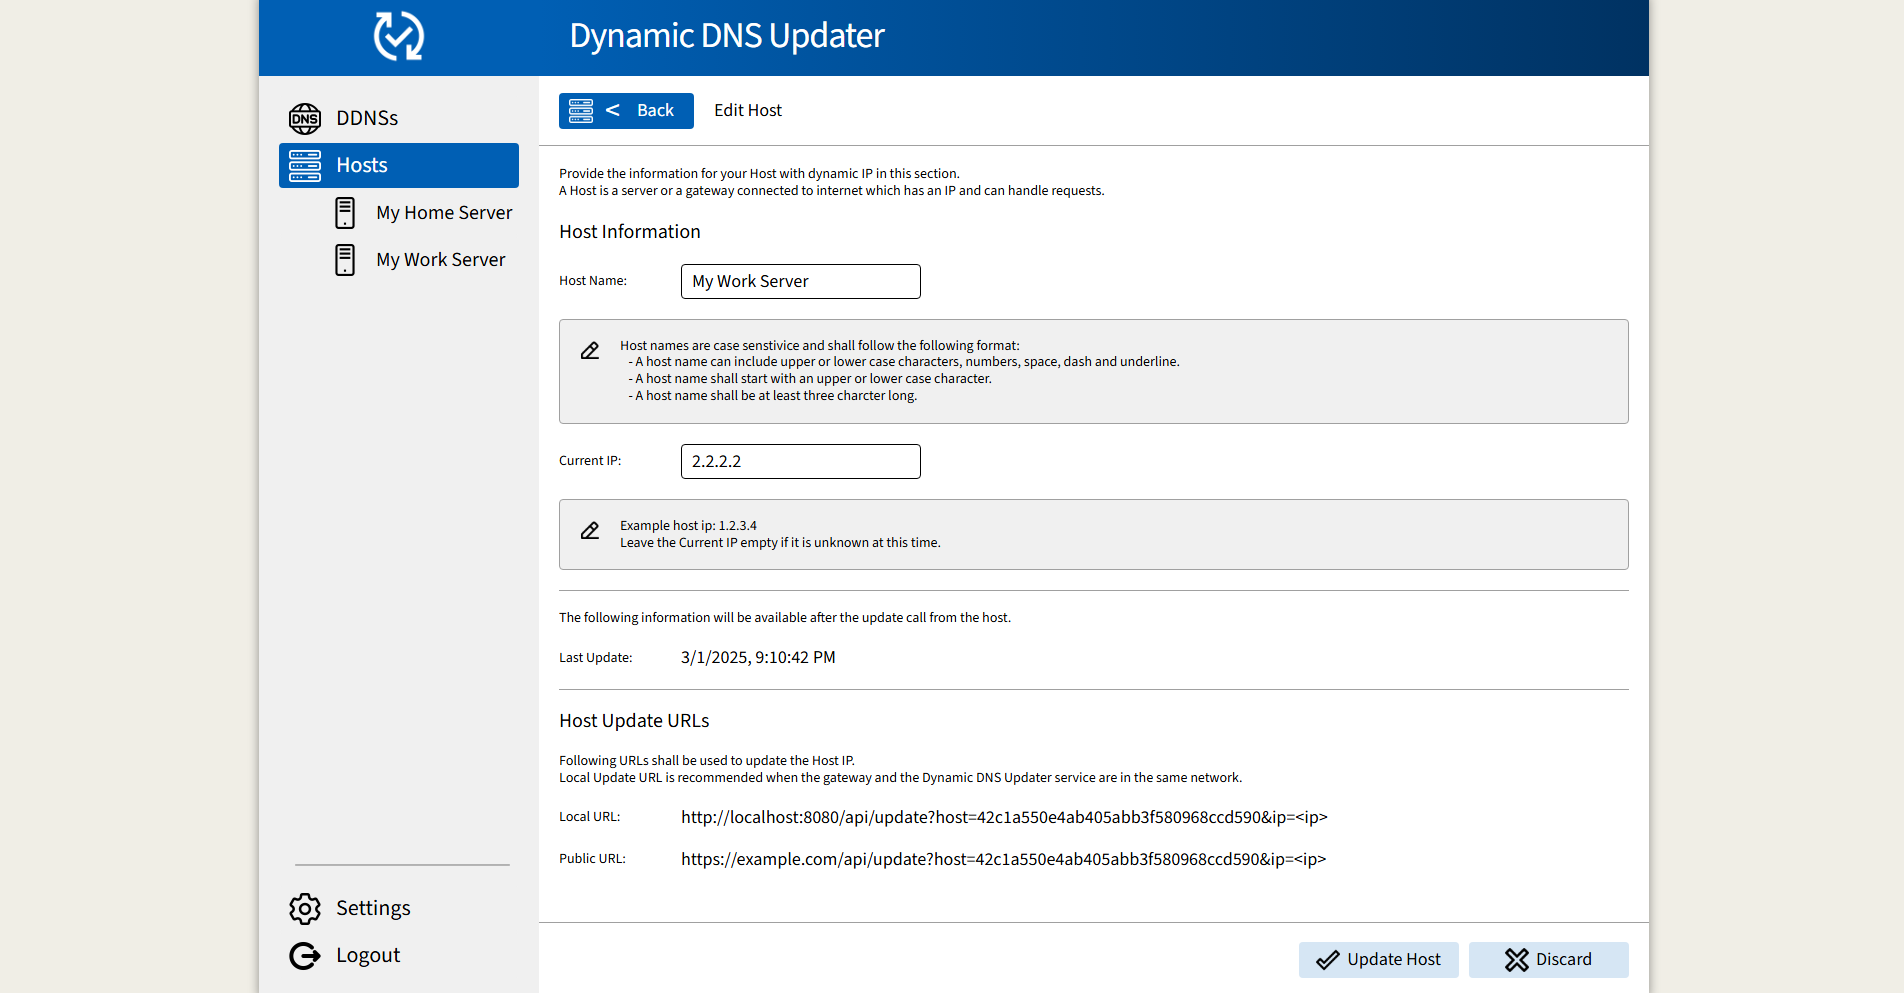 Dynamic DNS Updater
DNS
DDNSs
Hosts
My Home Server
My Work Server
Settings
Logout
< Back
Edit Host
Provide the information for your Host with dynamic IP in this section.
A Host is a server or a gateway connected to internet which has an IP and can handle requests.
Host Information
Host Name: My Work Server
Host names are case senstivice and shall follow the following format:
- A host name can include upper or lower case characters, numbers, space, dash and underline.
- A host name shall start with an upper or lower case character.
- A host name shall be at least three charcter long.
Current IP: 2.2.2.2
Example host ip: 1.2.3.4
Leave the Current IP empty if it is unknown at this time.
The following information will be available after the update call from the host.
Last Update: 3/1/2025, 9:10:42 PM
Host Update URLs
Following URLs shall be used to update the Host IP.
Local Update URL is recommended when the gateway and the Dynamic DNS Updater service are in the same network.
Local URL: http://localhost:8080/api/update?host=42c1a550e4ab405abb3f580968ccd590&ip=<ip>
Public URL: https://example.com/api/update?host=42c1a550e4ab405abb3f580968ccd590&ip=<ip>
Update Host
Discard